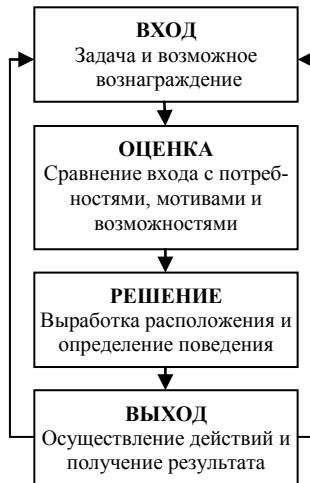 ВХОД
Задача и возможное
вознаграждение
ОЦЕНКА
Сравнение входа с потреб-
ностями, мотивами и
возможностями
РЕШЕНИЕ
Выработка расположения и
определение поведения
ВЫХОД
Осуществление действий и
получение результата